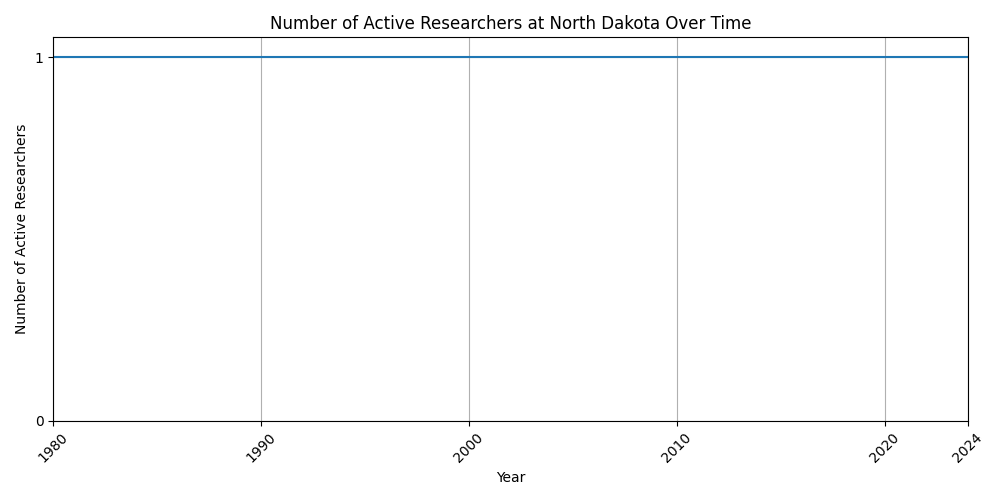 Number of Active Researchers at North Dakota Over Time
1
Number of Active Researchers
0
1980
1990
2000
2010
2020
2024
Year